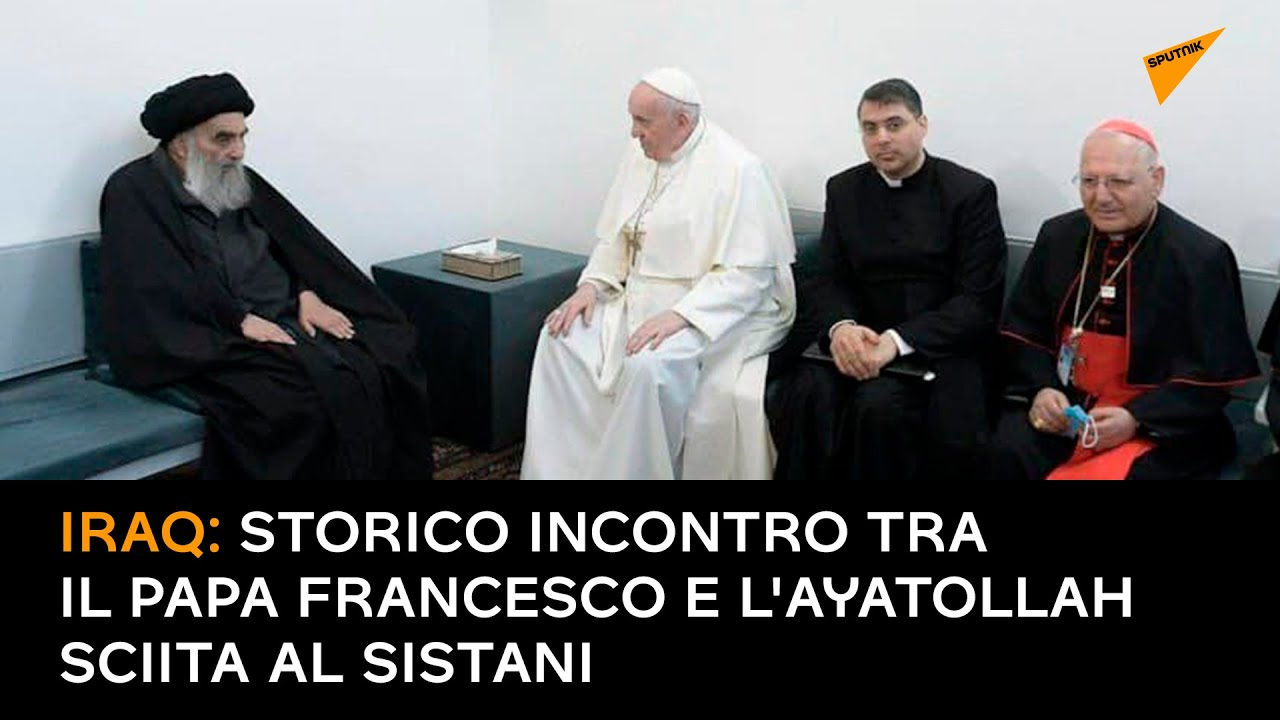 SPUTNIK
IRAQ: STORICO INCONTRO TRA
IL PAPA FRANCESCO E L'AYATOLLAH
SCIITA AL SISTANI